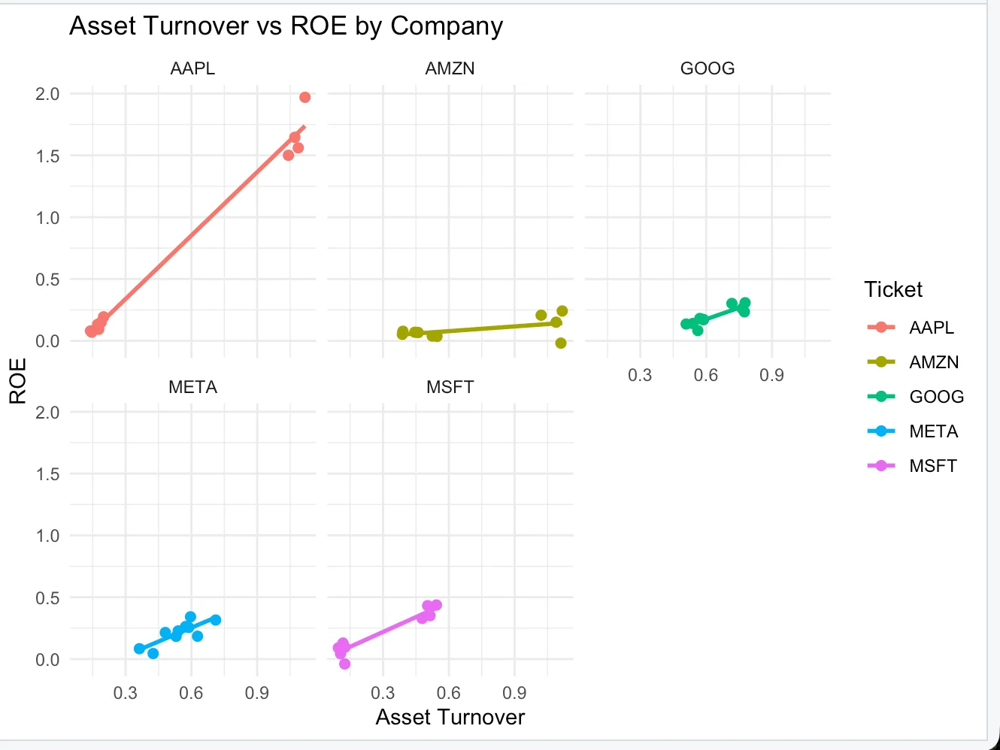 Asset Turnover vs ROE by Company
AAPL
AMZN
GOOG
2.0
1.5
1.0
0.5
0.0
0.3
0.6
0.9
ROE
META
MSFT
2.0
1.5
1.0
0.5
0.0
0.3
0.6
0.9
0.3
0.6
0.9
Asset Turnover
Ticket
AAPL
AMZN
GOOG
META
MSFT